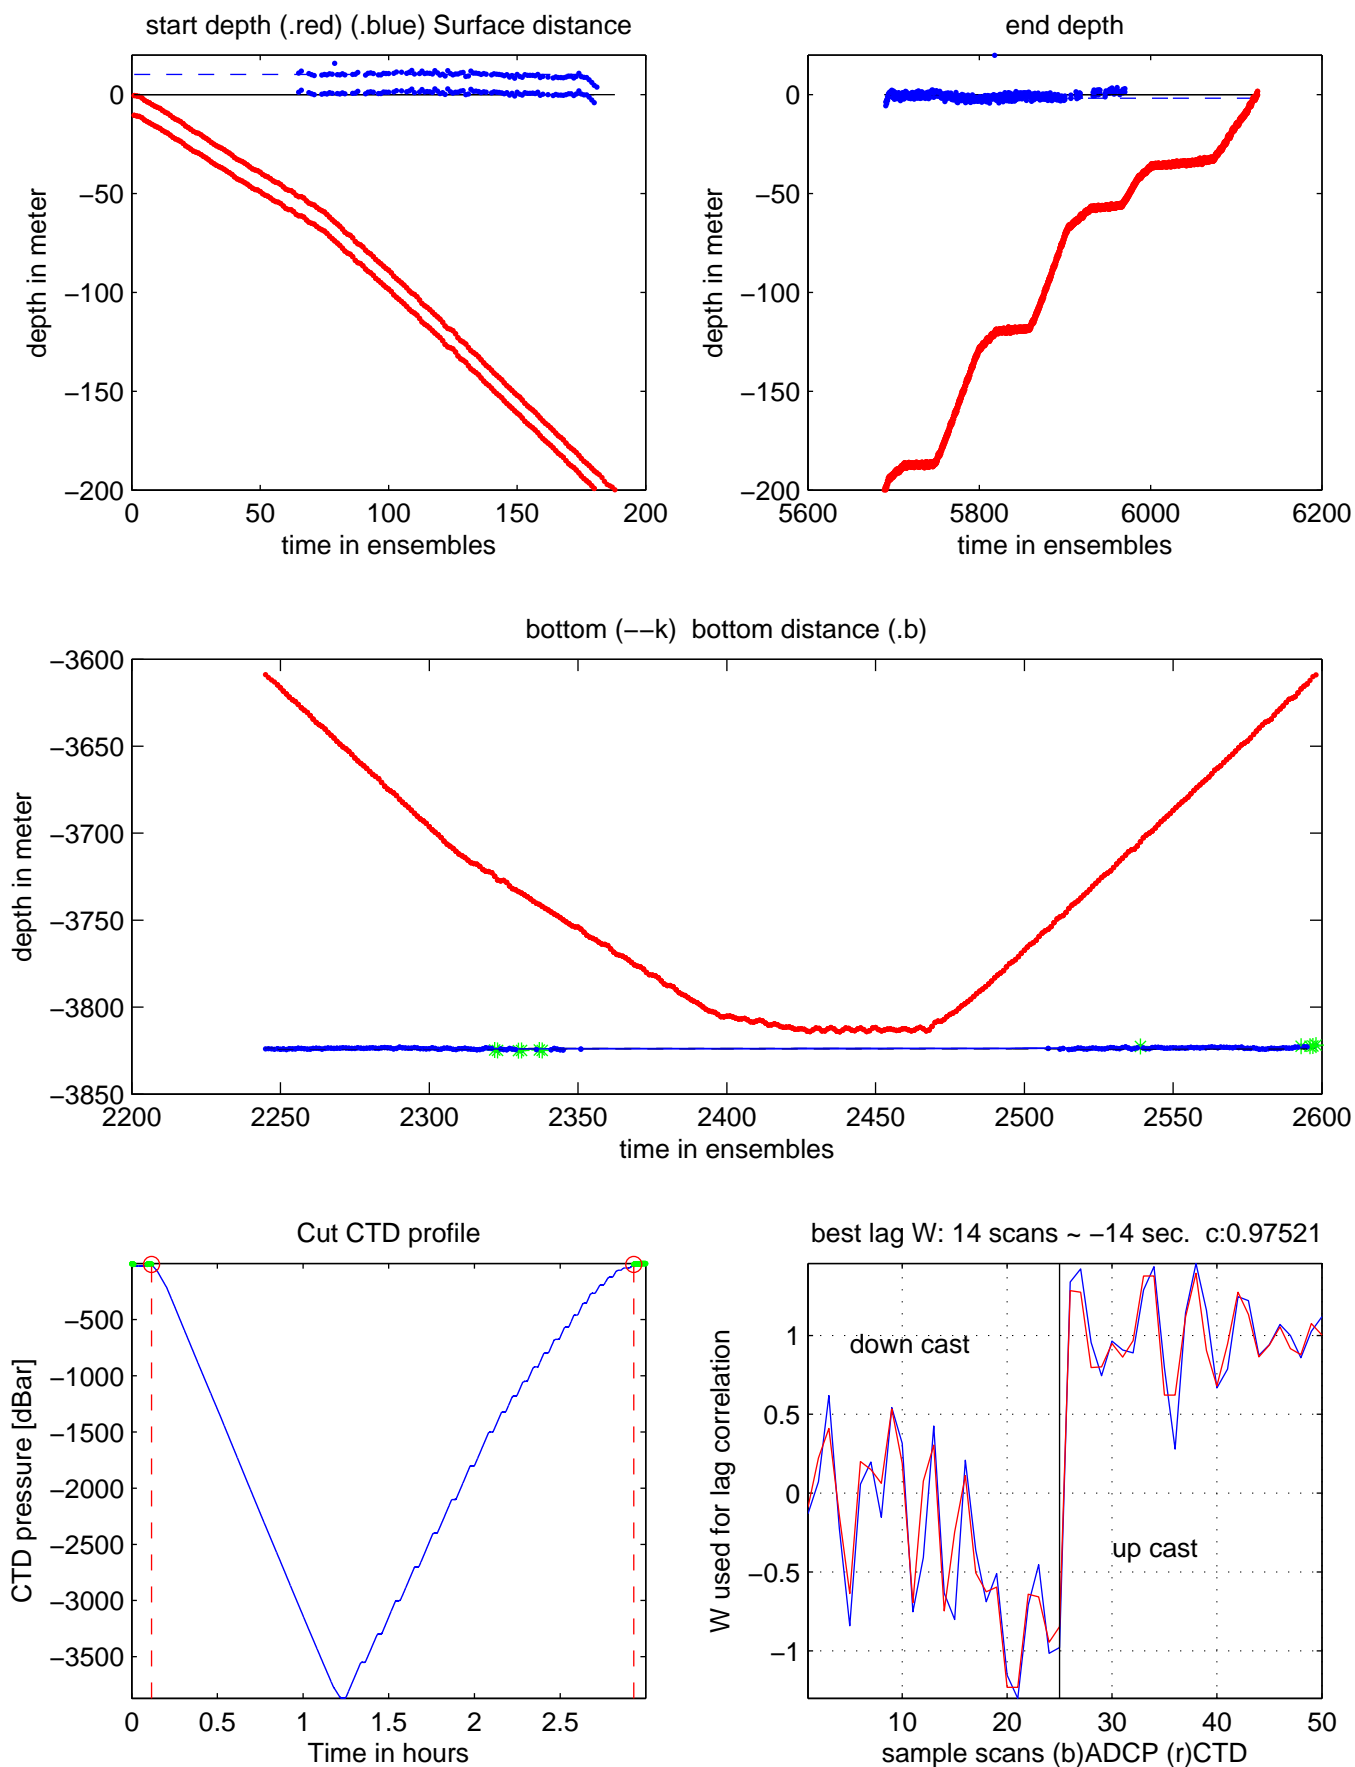 start depth (.red) (.blue) Surface distance
0
−50
−100
−150
−200
depth in meter
0 50 100 150 200
time in ensembles
end depth
0
−50
−100
−150
−200
depth in meter
5600 5800 6000 6200
time in ensembles
bottom (−−k)  bottom distance (.b)
−3600
−3650
−3700
−3750
−3800
−3850
depth in meter
2200 2250 2300 2350 2400 2450 2500 2550 2600
time in ensembles
Cut CTD profile
−500
−1000
−1500
−2000
−2500
−3000
−3500
CTD pressure [dBar]
0 0.5 1 1.5 2 2.5
Time in hours
best lag W: 14 scans ~ −14 sec.  c:0.97521
down cast
up cast
1
0.5
0
−0.5
−1
W used for lag correlation
10 20 30 40 50
sample scans (b)ADCP (r)CTD